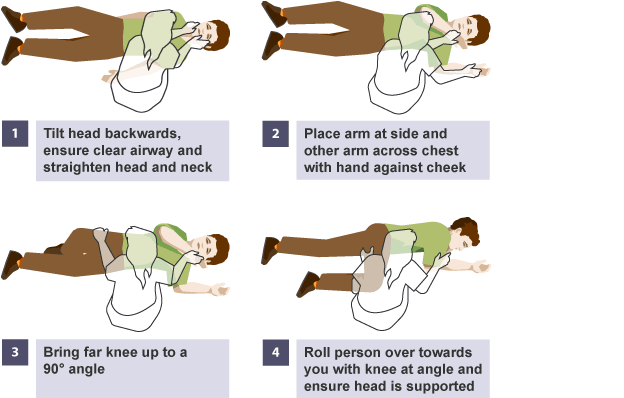 1
Tilt head backwards,
ensure clear airway and
straighten head and neck
2
Place arm at side and
other arm across chest
with hand against cheek
3
Bring far knee up to a
90° angle
4
Roll person over towards
you with knee at angle and
ensure head is supported